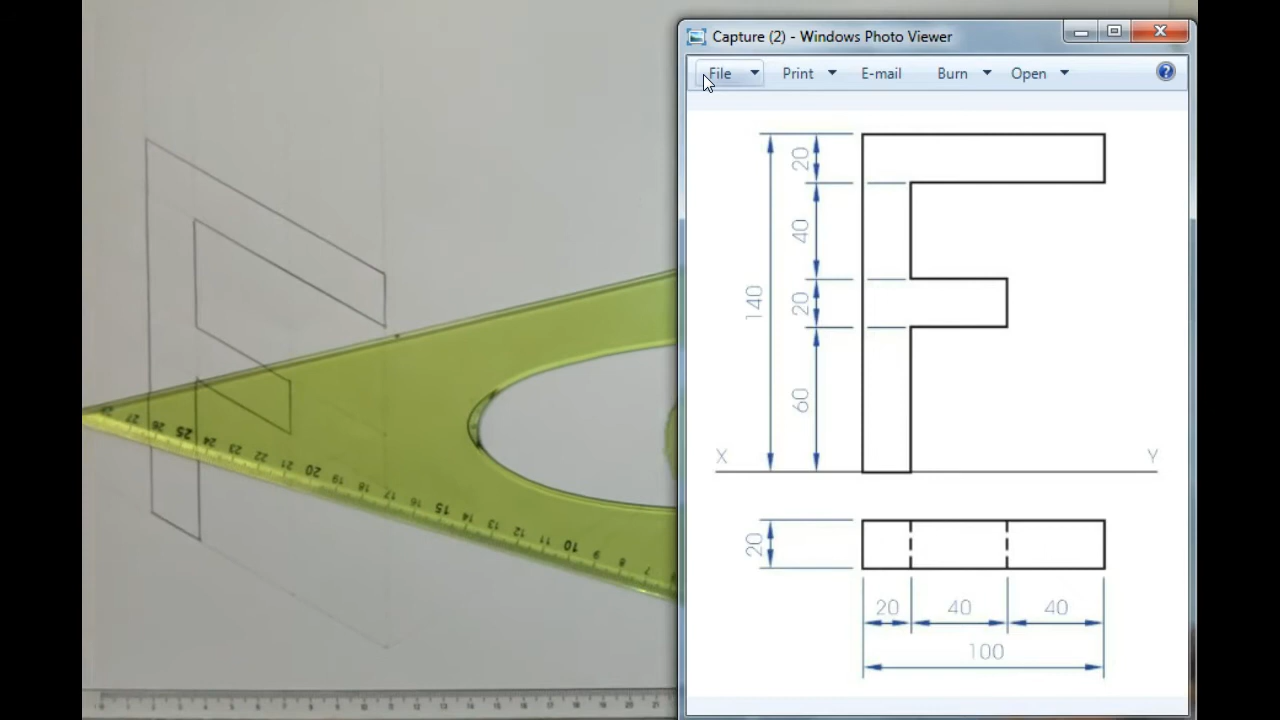 Capture (2) - Windows Photo Viewer
File Print E-mail Burn Open
20
40
140
20
60
X Y
20
20 40 40
100
27 26 25 24 23 22 21 20 19 18 17 16 15 14 13 12 11 10 9 8 7